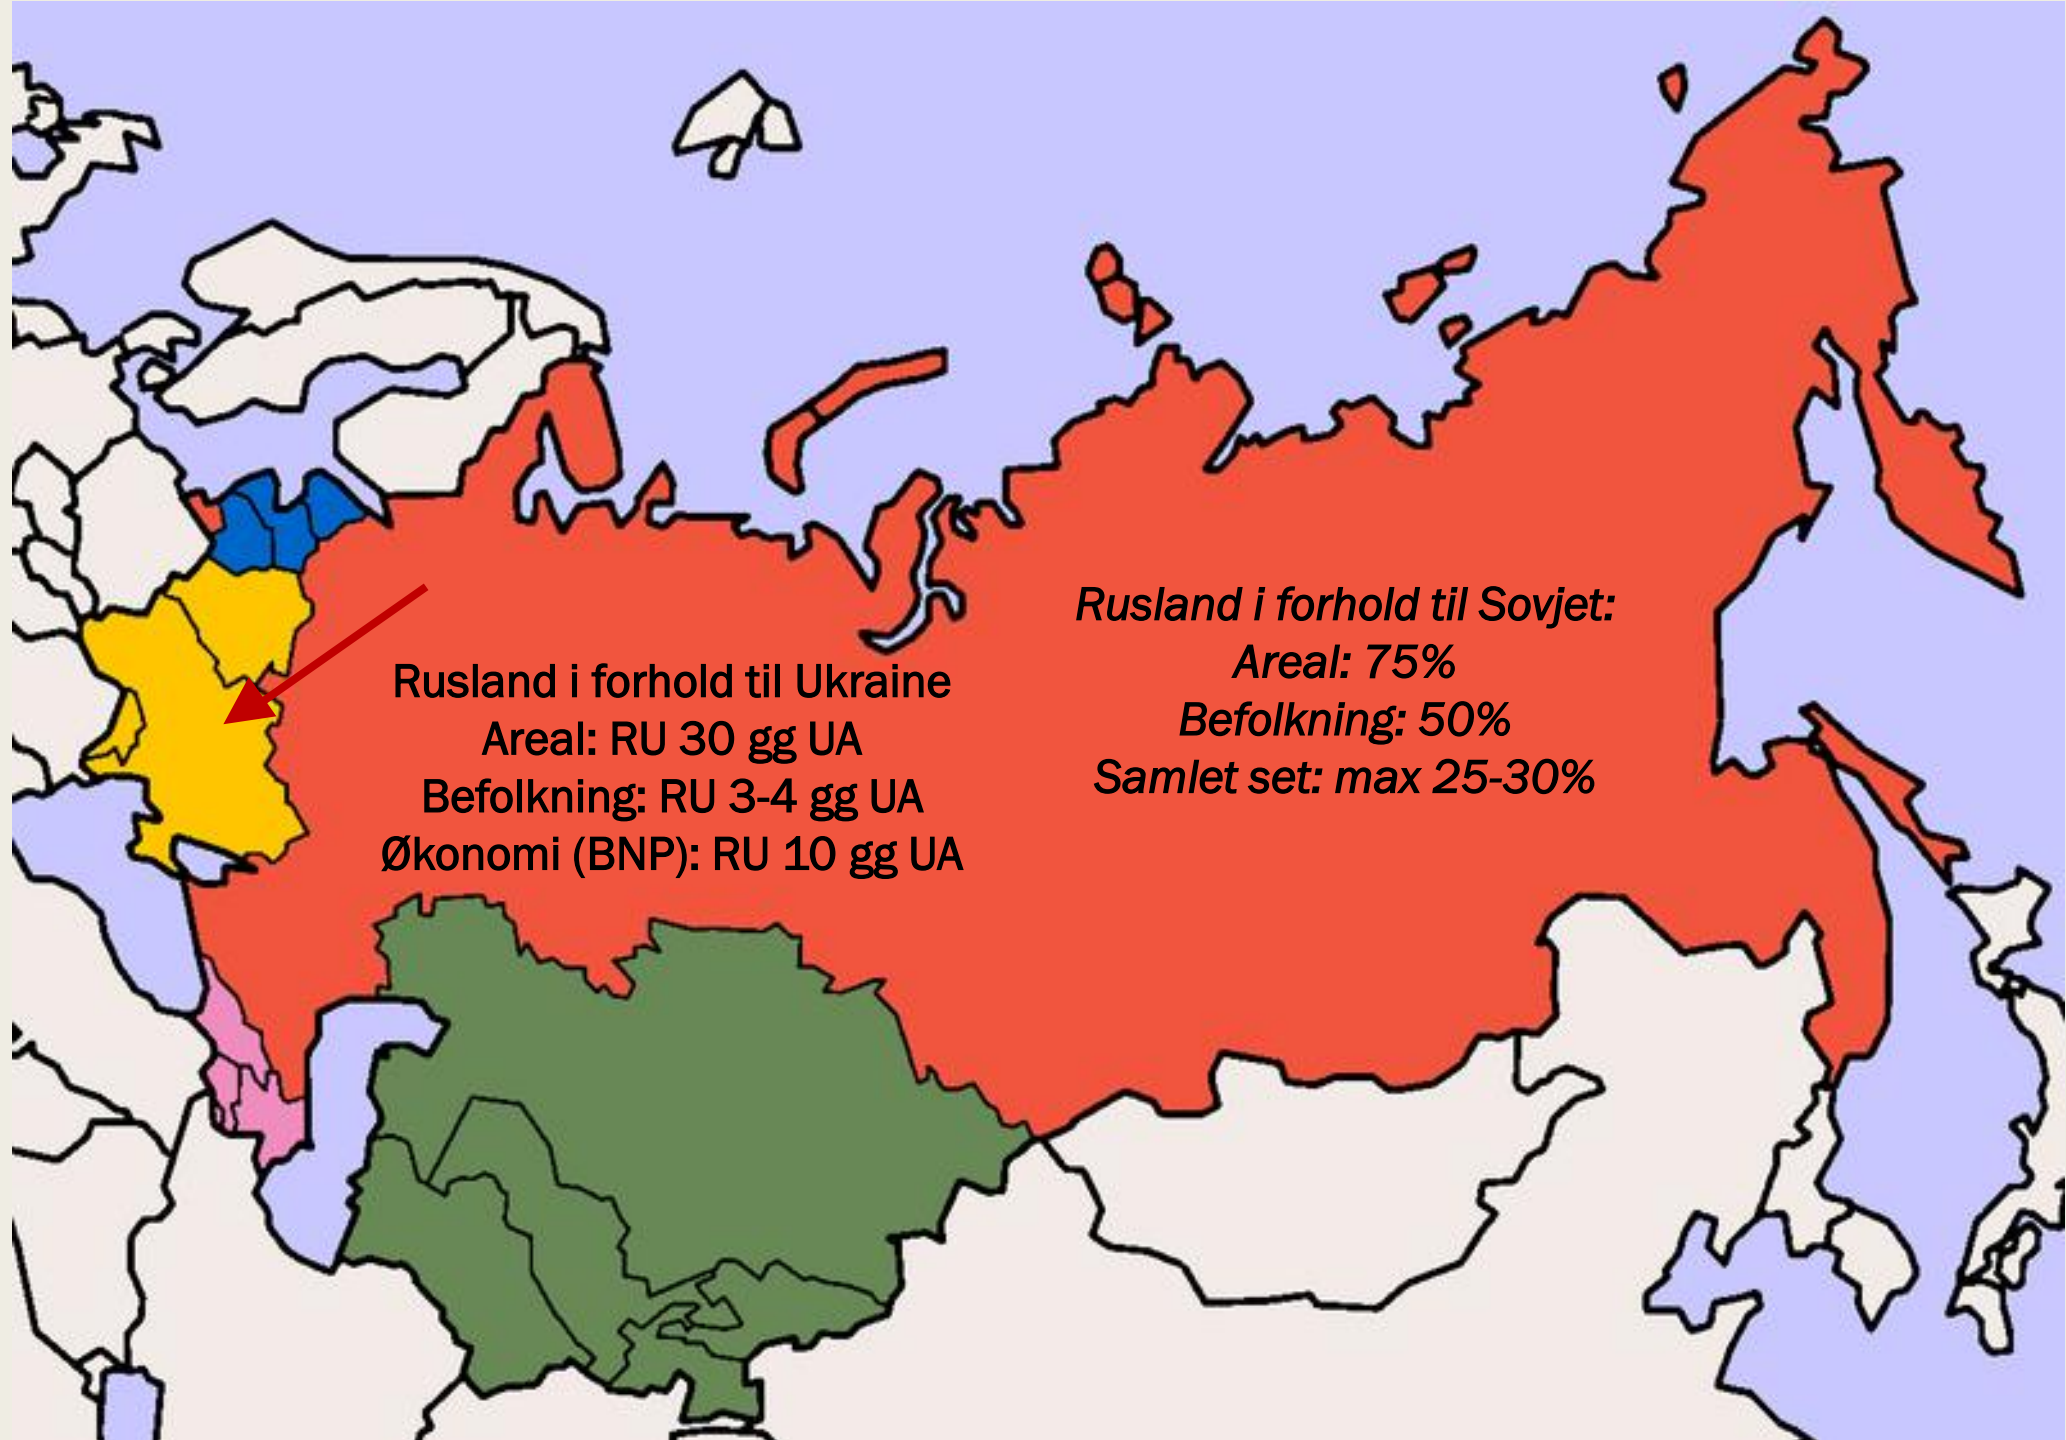 Rusland i forhold til Ukraine
Areal: RU 30 gg UA
Befolkning: RU 3-4 gg UA
Økonomi (BNP): RU 10 gg UA
Rusland i forhold til Sovjet:
Areal: 75%
Befolkning: 50%
Samlet set: max 25-30%